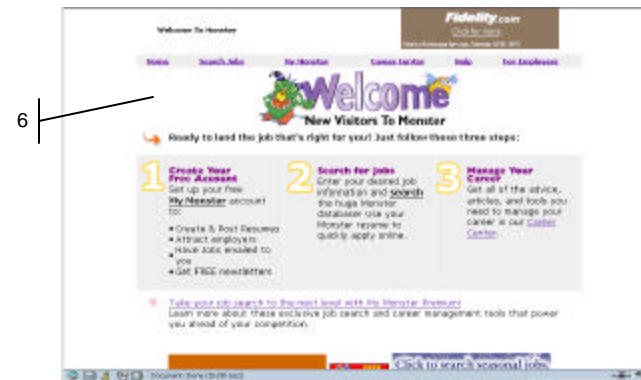 Welcome To Monster
Fidelity.com
Click for more
Home Search Jobs My Monster Career Center Help For Employers
6
Welcome
New Visitors To Monster
Ready to land the job that's right for you! Just follow these three steps:
1 Create Your
Free Account
Set up your free
My Monster account
to:
Create & Post Resumes
Attract employers
Have Jobs emailed to
you
Get FREE newsletters
2 Search for Jobs
Enter your desired job
information and search
the huge Monster
database! Use your
Monster resume to
quickly apply online.
3 Manage Your
Career
Get all of the advice,
articles, and tools you
need to manage your
career in our Career
Center.
Take your job search to the next level with My Monster Premium!
Learn more about these exclusive job search and career management tools that power
you ahead of your competition.
Click to search seasonal jobs.
Document: Done